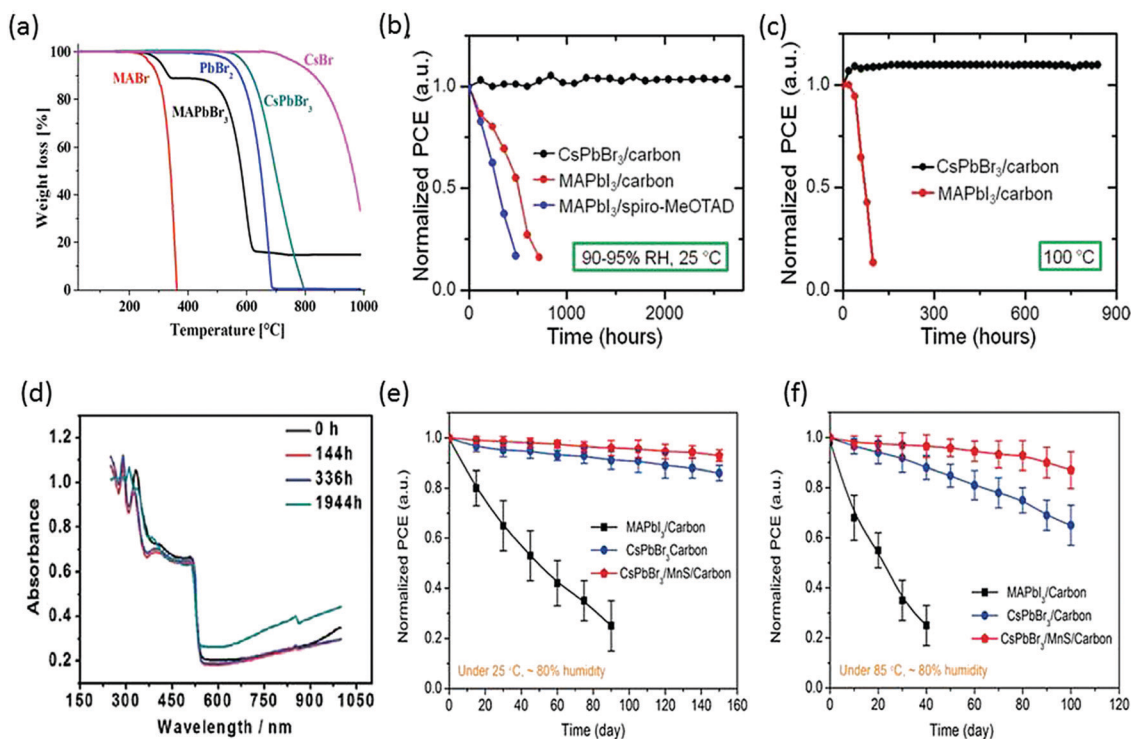 (a)
100
80
60
40
20
0
Weight loss [%]
MABr
MAPbBr₃
PbBr₂
CsPbBr₃
CsBr
0 200 400 600 800 1000
Temperature [°C]
(b)
Normalized PCE (a.u.)
1.0
0.5
0.0
CsPbBr₃/carbon
MAPbI₃/carbon
MAPbI₃/spiro-MeOTAD
90-95% RH, 25 °C
0 1000 2000
Time (hours)
(c)
Normalized PCE (a.u.)
1.0
0.5
0.0
CsPbBr₃/carbon
MAPbI₃/carbon
100 °C
0 300 600 900
Time (hours)
(d)
Absorbance
1.2
1.0
0.8
0.6
0.4
0.2
0 h
144h
336h
1944h
150 300 450 600 750 900 1050
Wavelength / nm
(e)
Normalized PCE (a.u.)
1.0
0.8
0.6
0.4
0.2
0.0
MAPbI₃/Carbon
CsPbBr₃Carbon
CsPbBr₃/MnS/Carbon
Under 25 °C, ~ 80% humidity
0 20 40 60 80 100 120 140 160
Time (day)
(f)
Normalized PCE (a.u.)
1.0
0.8
0.6
0.4
0.2
0.0
MAPbI₃/Carbon
CsPbBr₃/Carbon
CsPbBr₃/MnS/Carbon
Under 85 °C, ~ 80% humidity
0 20 40 60 80 100 120
Time (day)